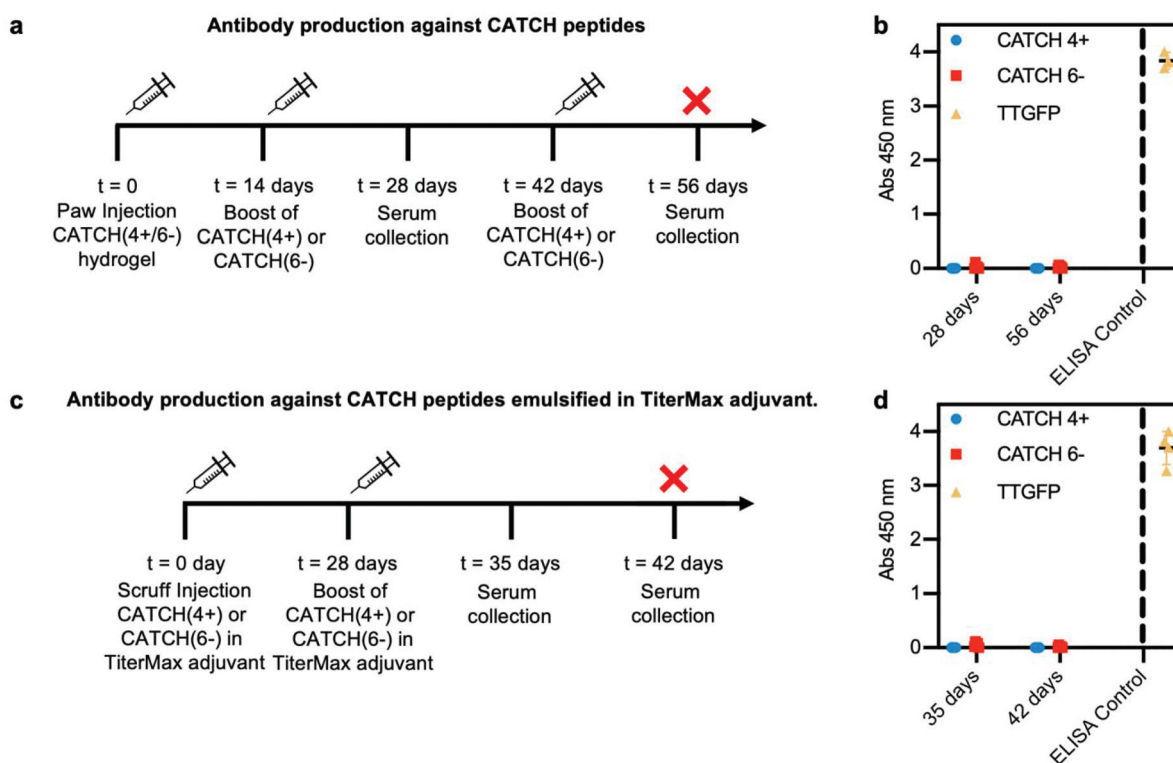 a
Antibody production against CATCH peptides
t = 0
Paw Injection
CATCH(4+/6-)
hydrogel
t = 14 days
Boost of
CATCH(4+) or
CATCH(6-)
t = 28 days
Serum
collection
t = 42 days
Boost of
CATCH(4+) or
CATCH(6-)
t = 56 days
Serum
collection
b
CATCH 4+
CATCH 6-
TTGFP
Abs 450 nm
4
3
2
1
0
28 days
56 days
ELISA Control
c
Antibody production against CATCH peptides emulsified in TiterMax adjuvant.
t = 0 day
Scruff Injection
CATCH(4+) or
CATCH(6-) in
TiterMax adjuvant
t = 28 days
Boost of
CATCH(4+) or
CATCH(6-) in
TiterMax adjuvant
t = 35 days
Serum
collection
t = 42 days
Serum
collection
d
CATCH 4+
CATCH 6-
TTGFP
Abs 450 nm
4
3
2
1
0
35 days
42 days
ELISA Control